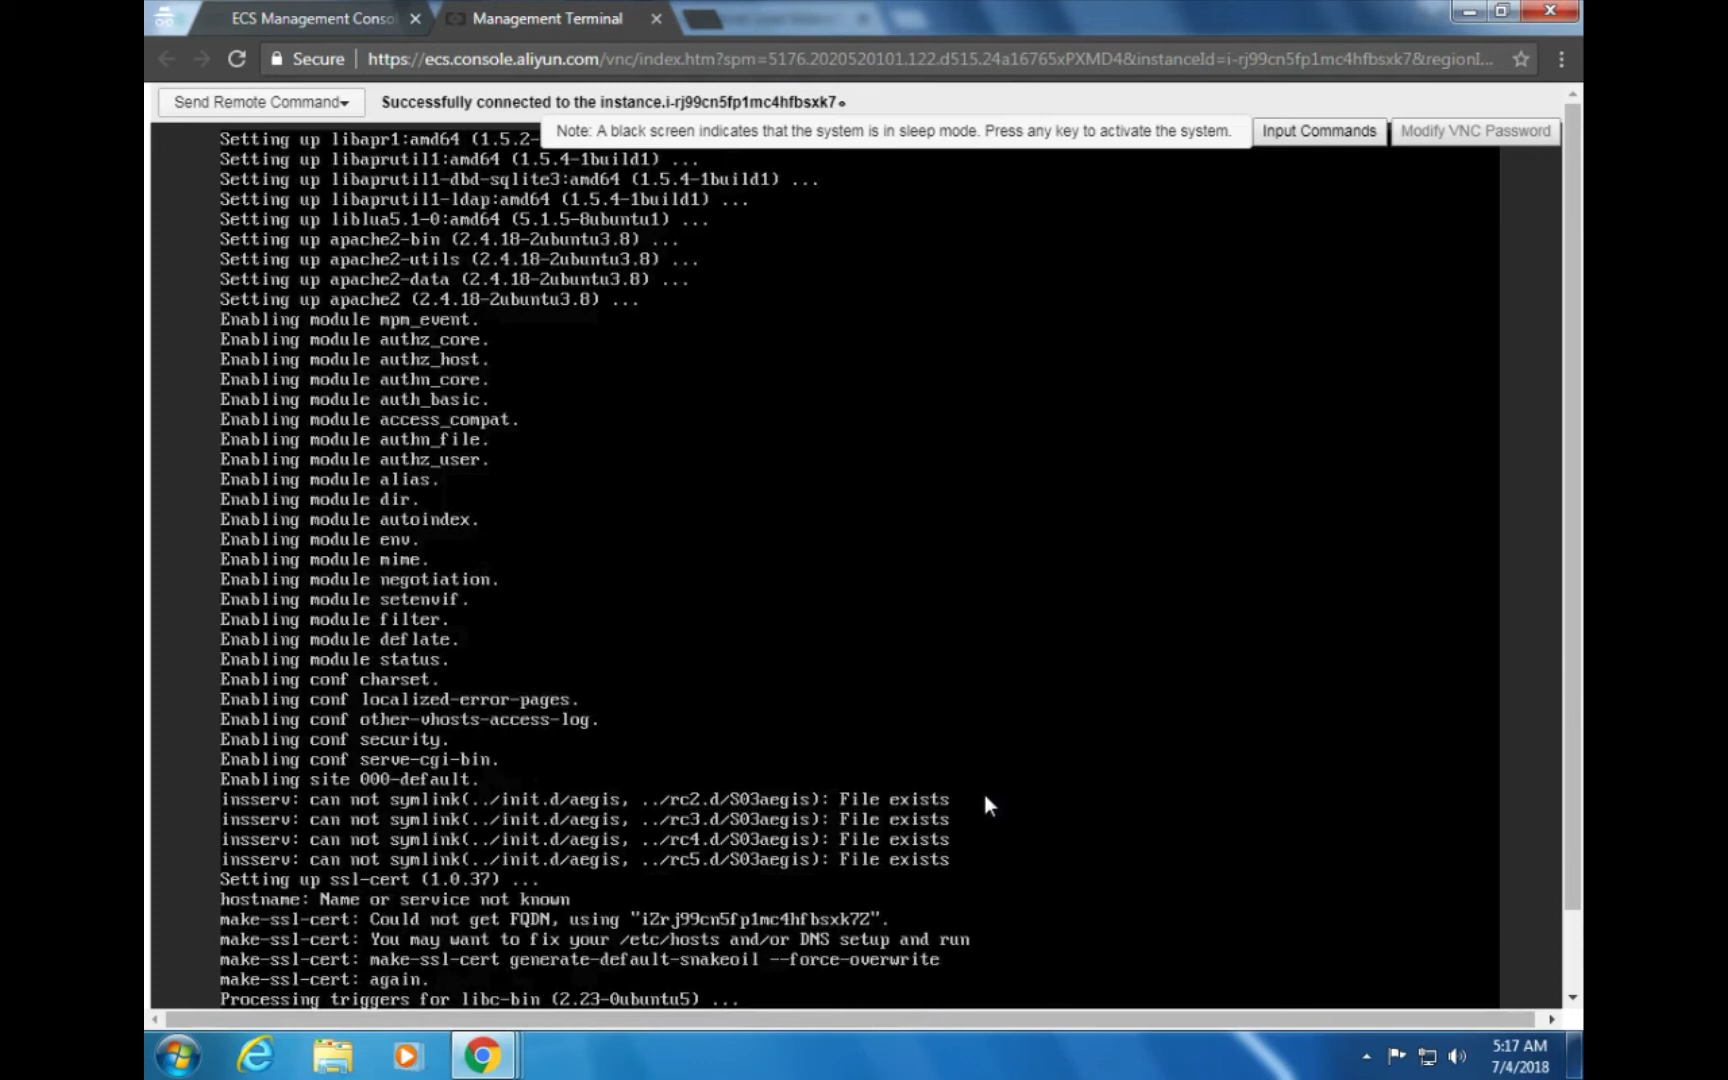 ECS Management Conso
Management Terminal
Secure
https://ecs.console.aliyun.com/vnc/index.htm?spm=5176.2020520101.122.d515.24a16765xPXMD4&instanceId=i-rj99cn5fp1mc4hfbsxk7&regionI...
Send Remote Command
Successfully connected to the instance.i-rj99cn5fp1mc4hfbsxk7。
Note: A black screen indicates that the system is in sleep mode. Press any key to activate the system.
Input Commands
Modify VNC Password
Setting up libapr1:amd64 (1.5.2-
Setting up libaprutil1:amd64 (1.5.4-1build1) ...
Setting up libaprutil1-dbd-sqlite3:amd64 (1.5.4-1build1) ...
Setting up libaprutil1-ldap:amd64 (1.5.4-1build1) ...
Setting up liblua5.1-0:amd64 (5.1.5-8ubuntu1) ...
Setting up apache2-bin (2.4.18-2ubuntu3.8) ...
Setting up apache2-utils (2.4.18-2ubuntu3.8) ...
Setting up apache2-data (2.4.18-2ubuntu3.8) ...
Setting up apache2 (2.4.18-2ubuntu3.8) ...
Enabling module mpm_event.
Enabling module authz_core.
Enabling module authz_host.
Enabling module authn_core.
Enabling module auth_basic.
Enabling module access_compat.
Enabling module authn_file.
Enabling module authz_user.
Enabling module alias.
Enabling module dir.
Enabling module autoindex.
Enabling module env.
Enabling module mime.
Enabling module negotiation.
Enabling module setenvif.
Enabling module filter.
Enabling module deflate.
Enabling module status.
Enabling conf charset.
Enabling conf localized-error-pages.
Enabling conf other-vhosts-access-log.
Enabling conf security.
Enabling conf serve-cgi-bin.
Enabling site 000-default.
insserv: can not symlink(../init.d/aegis, ../rc2.d/S03aegis): File exists
insserv: can not symlink(../init.d/aegis, ../rc3.d/S03aegis): File exists
insserv: can not symlink(../init.d/aegis, ../rc4.d/S03aegis): File exists
insserv: can not symlink(../init.d/aegis, ../rc5.d/S03aegis): File exists
Setting up ssl-cert (1.0.37) ...
hostname: Name or service not known
make-ssl-cert: Could not get FQDN, using "iZrj99cn5fp1mc4hfbsxk7Z".
make-ssl-cert: You may want to fix your /etc/hosts and/or DNS setup and run
make-ssl-cert: make-ssl-cert generate-default-snakeoil --force-overwrite
make-ssl-cert: again.
Processing triggers for libc-bin (2.23-0ubuntu5) ...
5:17 AM
7/4/2018